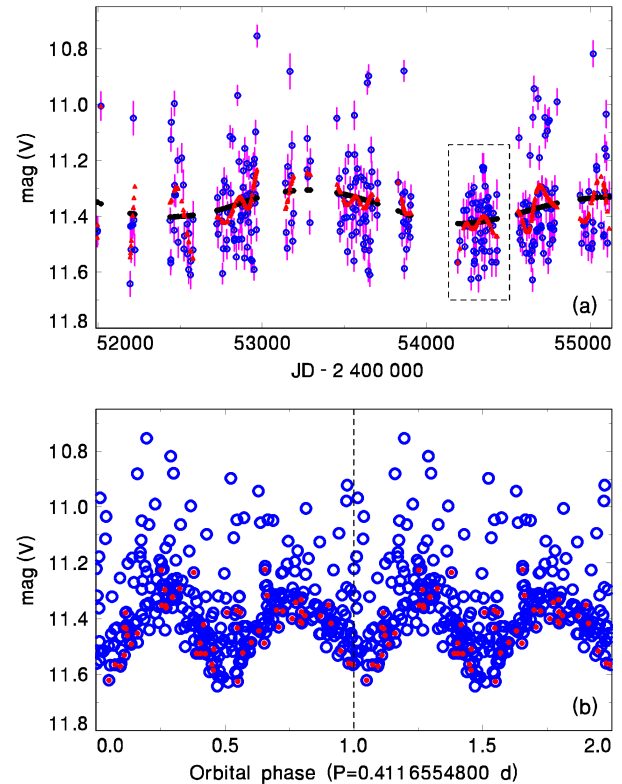 10.8
11.0
11.2
11.4
11.6
11.8
mag (V)
(a)
52000 53000 54000 55000
JD - 2 400 000
10.8
11.0
11.2
11.4
11.6
11.8
mag (V)
(b)
0.0 0.5 1.0 1.5 2.0
Orbital phase (P=0.4116554800 d)